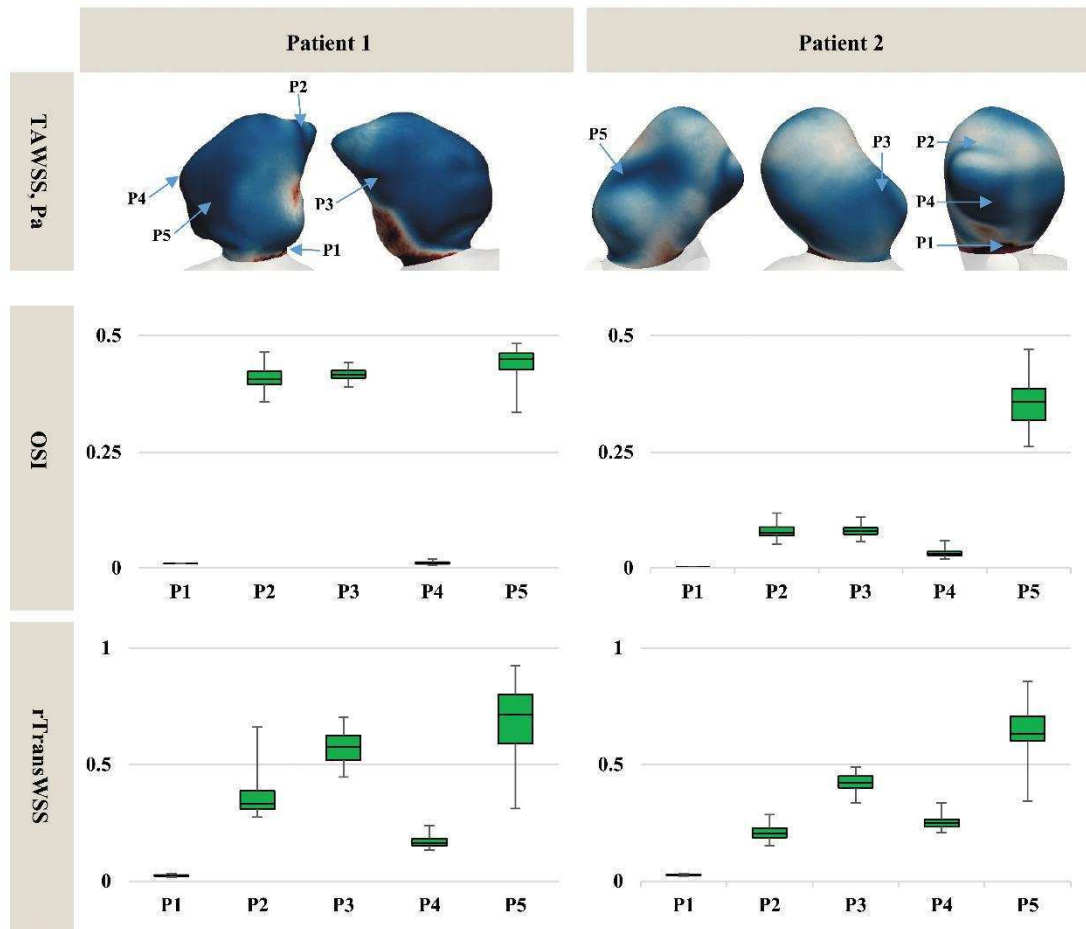 Patient 1
Patient 2
TAWSS, Pa
P2
P4
P5
P3
P1
P5
P3
P2
P4
P1
OSI
0.5
0.25
0
P1 P2 P3 P4 P5
0.5
0.25
0
P1 P2 P3 P4 P5
rTransWSS
1
0.5
0
P1 P2 P3 P4 P5
1
0.5
0
P1 P2 P3 P4 P5